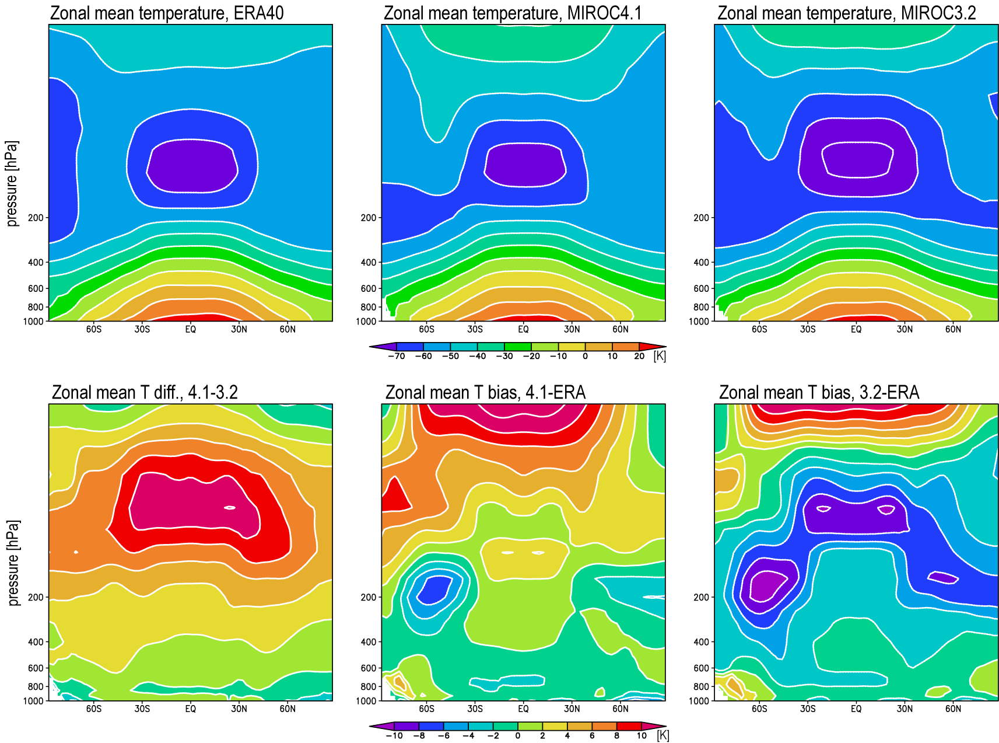 Zonal mean temperature, ERA40
Zonal mean temperature, MIROC4.1
Zonal mean temperature, MIROC3.2
pressure [hPa]
200
400
600
800
1000
60S 30S EQ 30N 60N
200
400
600
800
1000
60S 30S EQ 30N 60N
200
400
600
800
1000
60S 30S EQ 30N 60N
−70 −60 −50 −40 −30 −20 −10 0 10 20 [K]
Zonal mean T diff., 4.1-3.2
Zonal mean T bias, 4.1-ERA
Zonal mean T bias, 3.2-ERA
pressure [hPa]
200
400
600
800
1000
60S 30S EQ 30N 60N
200
400
600
800
1000
60S 30S EQ 30N 60N
200
400
600
800
1000
60S 30S EQ 30N 60N
−10 −8 −6 −4 −2 0 2 4 6 8 10 [K]